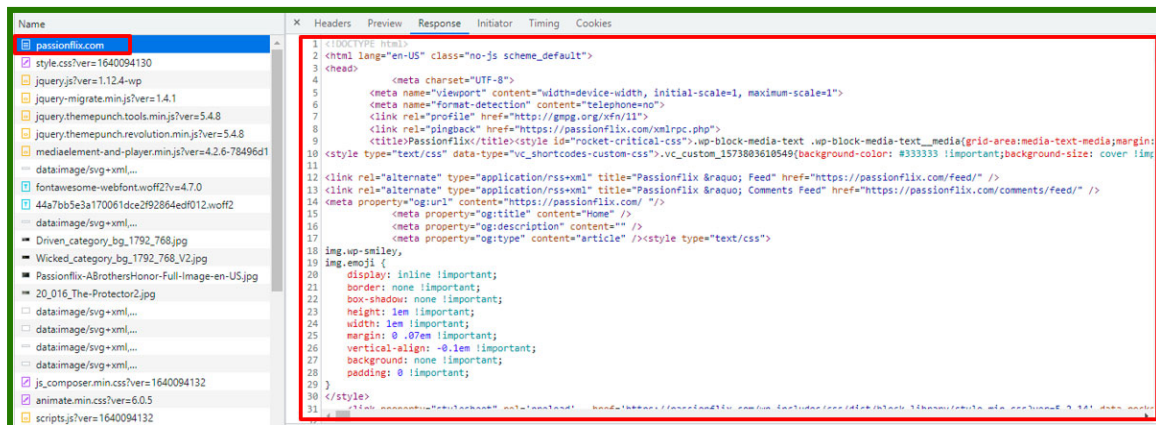 Name
passionflix.com
style.css?ver=1640094130
jquery.js?ver=1.12.4-wp
jquery-migrate.min.js?ver=1.4.1
jquery.themepunch.tools.min.js?ver=5.4.8
jquery.themepunch.revolution.min.js?ver=5.4.8
mediaelement-and-player.min.js?ver=4.2.6-78496d1
data:image/svg+xml,...
fontawesome-webfont.woff2?v=4.7.0
44a7bb5e3a170061dce2f92864edf012.woff2
data:image/svg+xml,...
Driven_category_bg_1792_768.jpg
Wicked_category_bg_1792_768_V2.jpg
Passionflix-ABrothersHonor-Full-Image-en-US.jpg
20_016_The-Protector2.jpg
data:image/svg+xml,...
data:image/svg+xml,...
data:image/svg+xml,...
data:image/svg+xml,...
js_composer.min.css?ver=1640094132
animate.min.css?ver=6.0.5
scripts.js?ver=1640094132
× Headers Preview Response Initiator Timing Cookies
1 <!DOCTYPE html>
2 <html lang="en-US" class="no-js scheme_default">
3 <head>
4 <meta charset="UTF-8">
5 <meta name="viewport" content="width=device-width, initial-scale=1, maximum-scale=1">
6 <meta name="format-detection" content="telephone=no">
7 <link rel="profile" href="http://gmpg.org/xfn/11">
8 <link rel="pingback" href="https://passionflix.com/xmlrpc.php">
9 <title>Passionflix</title><style id="rocket-critical-css">.wp-block-media-text .wp-block-media-text__media{grid-area:media-text-media;margin:
10 <style type="text/css" data-type="vc_shortcodes-custom-css">.vc_custom_1573803610549{background-color: #333333 !important;background-size: cover !imp
11
12 <link rel="alternate" type="application/rss+xml" title="Passionflix &raquo; Feed" href="https://passionflix.com/feed/" />
13 <link rel="alternate" type="application/rss+xml" title="Passionflix &raquo; Comments Feed" href="https://passionflix.com/comments/feed/" />
14 <meta property="og:url" content="https://passionflix.com/ "/>
15 <meta property="og:title" content="Home" />
16 <meta property="og:description" content="" />
17 <meta property="og:type" content="article" /><style type="text/css">
18 img.wp-smiley,
19 img.emoji {
20 display: inline !important;
21 border: none !important;
22 box-shadow: none !important;
23 height: 1em !important;
24 width: 1em !important;
25 margin: 0 .07em !important;
26 vertical-align: -0.1em !important;
27 background: none !important;
28 padding: 0 !important;
29 }
30 </style>
31